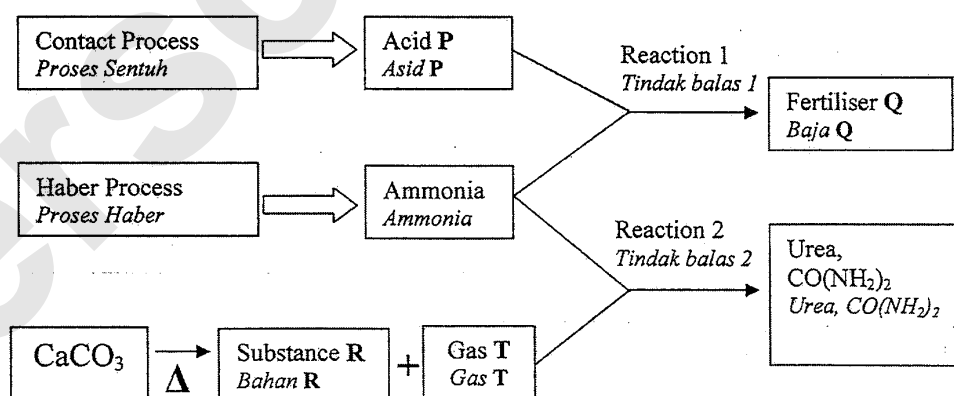 Contact Process
Proses Sentuh
Acid P
Asid P
Reaction 1
Tindak balas 1
Fertiliser Q
Baja Q
Haber Process
Proses Haber
Ammonia
Ammonia
Reaction 2
Tindak balas 2
Urea,
CO(NH₂)₂
Urea, CO(NH₂)₂
CaCO₃
Δ
Substance R
Bahan R
+
Gas T
Gas T